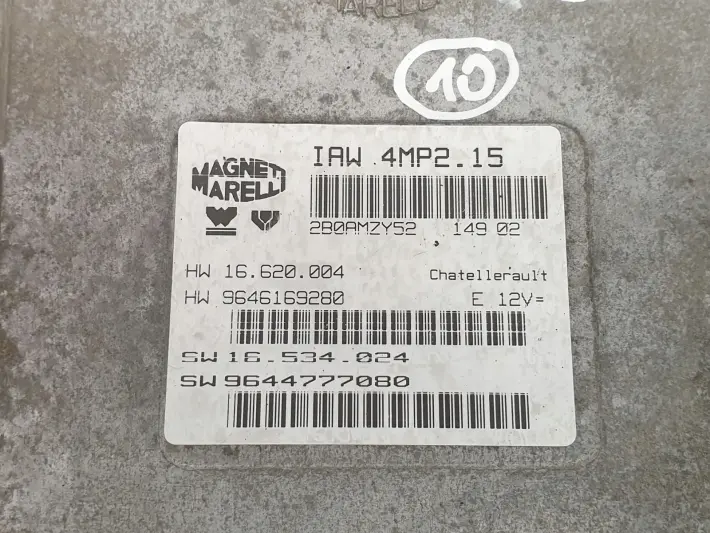 MARELLI
10
MAGNETI
MARELLI
IAW 4MP2.15
2B0AMZY52 149 02
HW 16.620.004 Chatellerault
HW 9646169280 E 12V=
SW 16.534.024
SW 9644777080